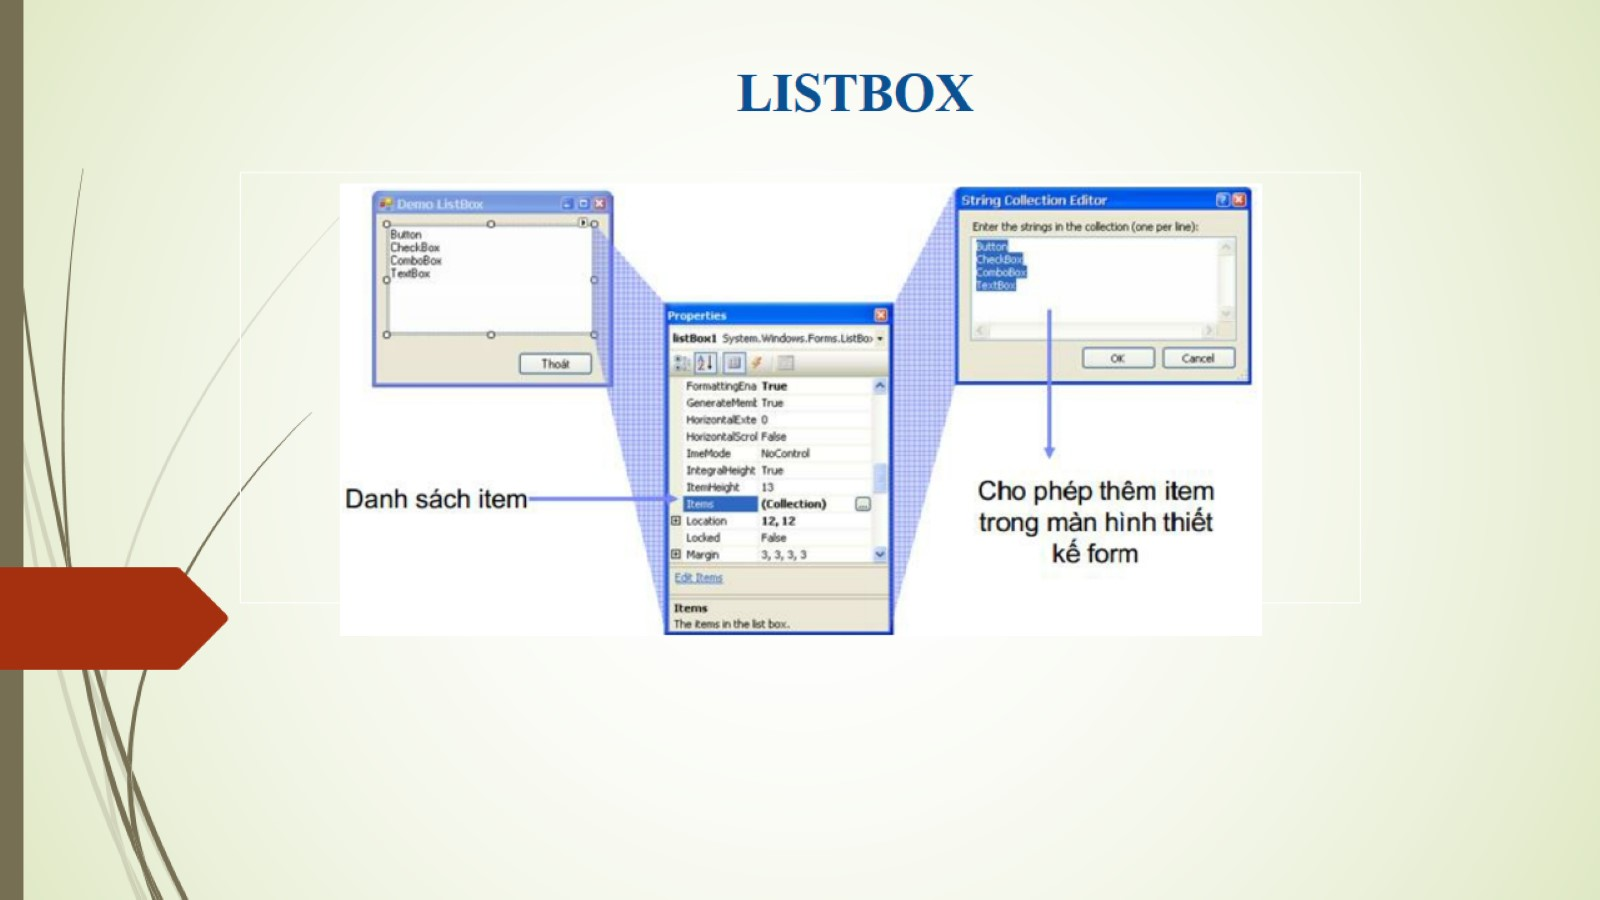 LISTBOX
Demo ListBox
Button
CheckBox
ComboBox
TextBox
Thoát
Danh sách item
Properties
listBox1 System.Windows.Forms.ListBo
FormattingEna True
GenerateMemb True
HorizontalExte 0
HorizontalScrol False
ImeMode NoControl
IntegralHeight True
ItemHeight 13
Items (Collection) ...
Location 12, 12
Locked False
Margin 3, 3, 3, 3
Edit Items
Items
The items in the list box.
String Collection Editor
Enter the strings in the collection (one per line):
Button
CheckBox
ComboBox
TextBox
OK Cancel
Cho phép thêm item
trong màn hình thiết
kế form